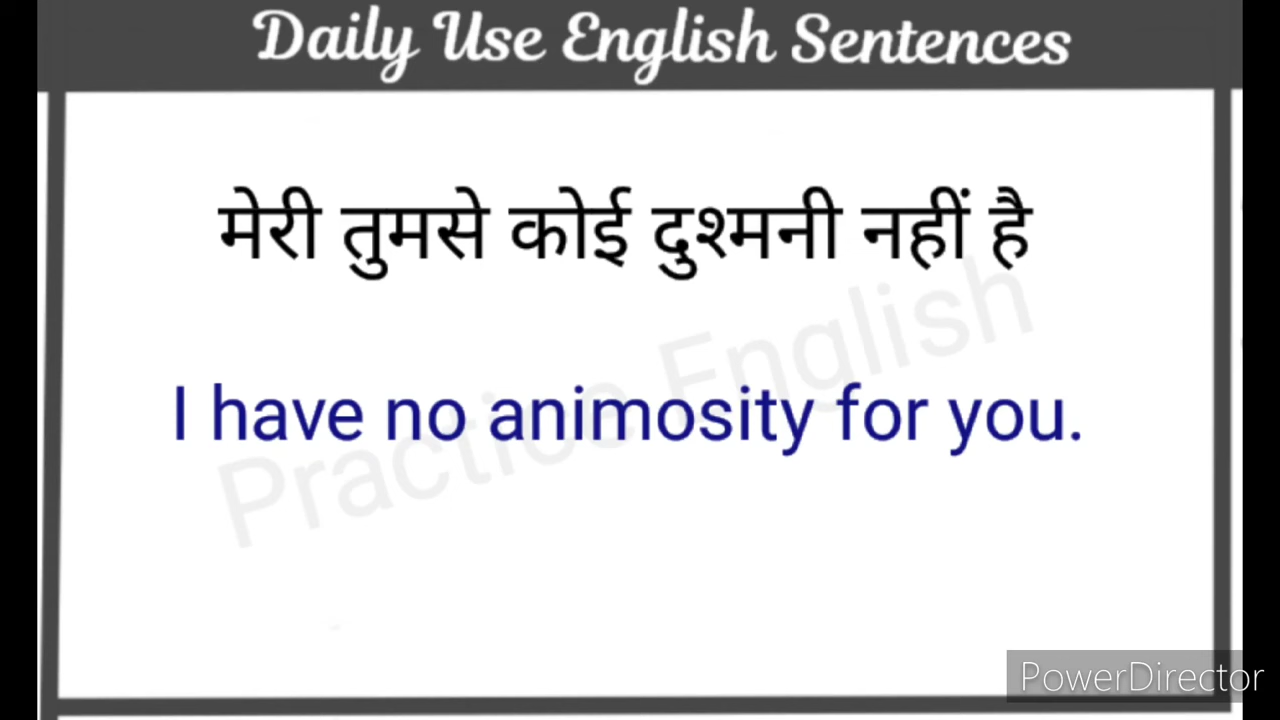 Daily Use English Sentences
मेरी तुमसे कोई दुश्मनी नहीं है
I have no animosity for you.
Practice English
PowerDirector